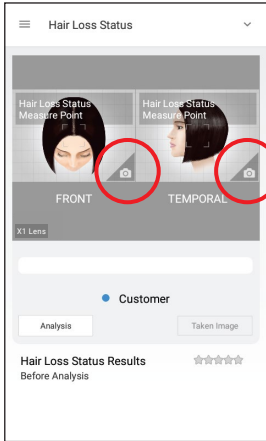 Hair Loss Status
Hair Loss Status
Measure Point
Hair Loss Status
Measure Point
FRONT
TEMPORAL
X1 Lens
Customer
Analysis
Taken Image
Hair Loss Status Results
Before Analysis